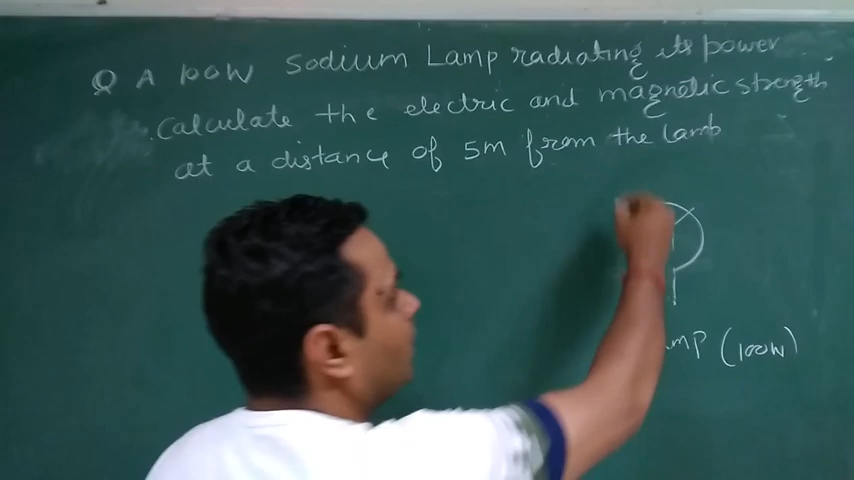 Q A 100W Sodium Lamp radiating its power
Calculate the electric and magnetic strength
at a distance of 5m from the lamb
mp (100W)